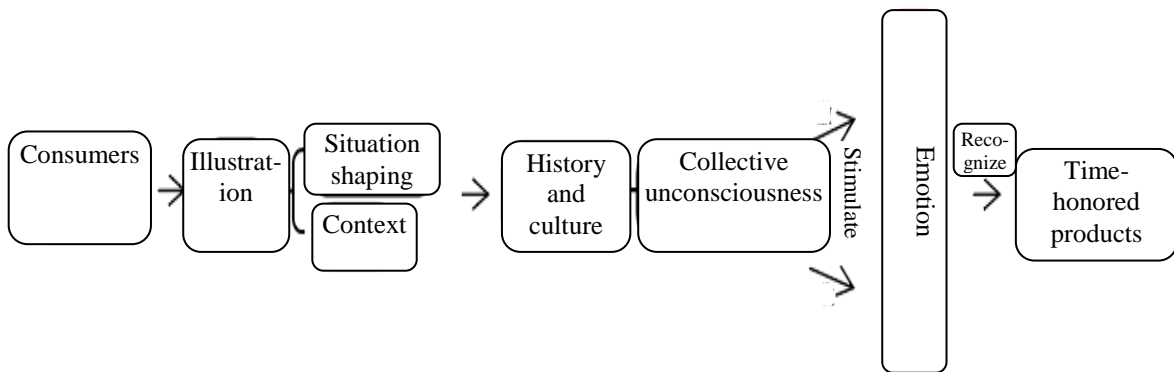 Consumers
Illustrat-
ion
Situation
shaping
Context
History
and
culture
Collective
unconsciousness
Stimulate
Emotion
Reco-
gnize
Time-
honored
products